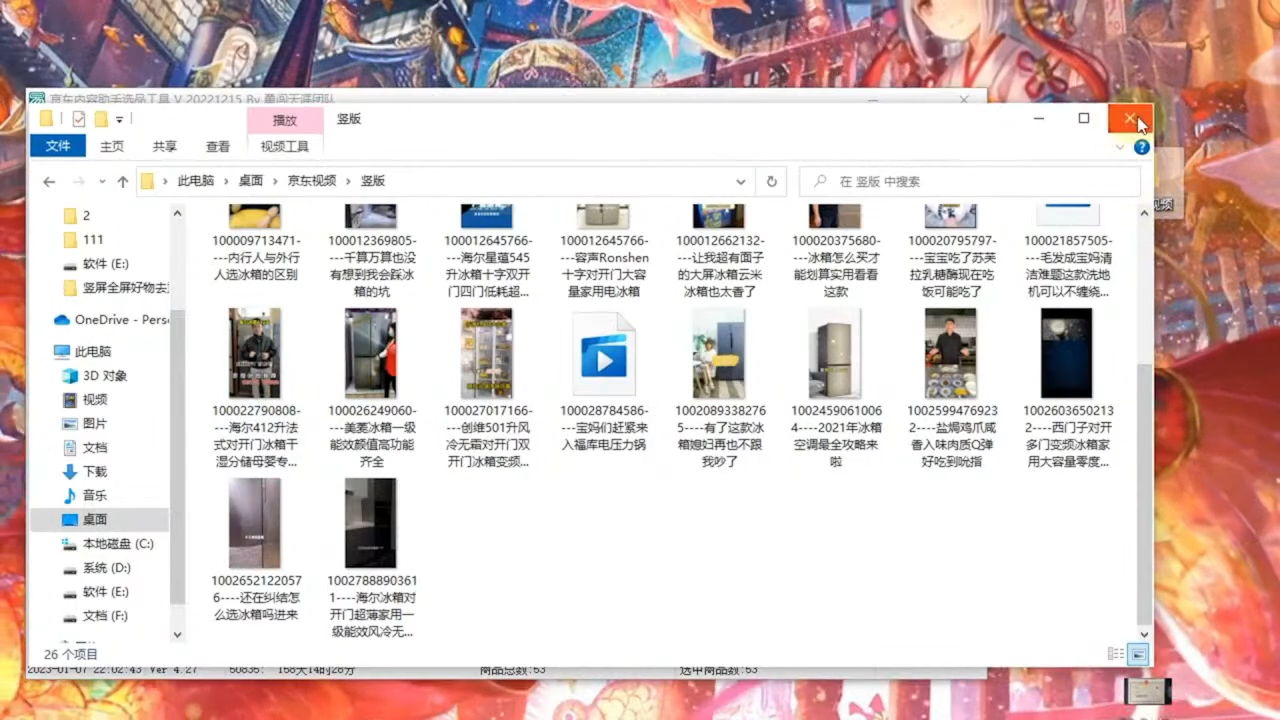 京东内容助手选品工具 V 20221215 By 勇闯天涯团队
播放
竖版
文件
主页
共享
查看
视频工具
此电脑 › 桌面 › 京东视频 › 竖版
在 竖版 中搜索
视频
2
111
软件 (E:)
竖屏全屏好物去
OneDrive - Pers
此电脑
3D 对象
视频
图片
文档
下载
音乐
桌面
本地磁盘 (C:)
系统 (D:)
软件 (E:)
文档 (F:)
100009713471-
---内行人与外行
人选冰箱的区别
100012369805-
---千算万算也没
有想到我会踩冰
箱的坑
100012645766-
---海尔星蕴545
升冰箱十字双开
门四门低耗超...
100012645766-
---容声Ronshen
十字对开门大容
量家用电冰箱
100012662132-
---让我超有面子
的大屏冰箱云米
冰箱也太香了
100020375680-
---冰箱怎么买才
能划算实用看看
这款
100020795797-
---宝宝吃了苏芙
拉乳糖酶现在吃
饭可能吃了
100021857505-
---毛发成宝妈清
洁难题这款洗地
机可以不缠绕...
100022790808-
---海尔412升法
式对开门冰箱干
湿分储母婴专...
100026249060-
---美菱冰箱一级
能效颜值高功能
齐全
100027017166-
---创维501升风
冷无霜对开门双
开门冰箱变频...
100028784586-
---宝妈们赶紧来
入福库电压力锅
1002089338276
5----有了这款冰
箱媳妇再也不跟
我吵了
1002459061006
4----2021年冰箱
空调最全攻略来
啦
1002599476923
2----盐焗鸡爪咸
香入味肉质Q弹
好吃到吮指
1002603650213
2----西门子对开
多门变频冰箱家
用大容量零度...
1002652122057
6----还在纠结怎
么选冰箱吗进来
1002788890361
1----海尔冰箱对
开门超薄家用一
级能效风冷无...
26 个项目
2023-01-07 22:02:43 Ver 4.27
60835: 168天14时28分
商品总数:53
选中商品数:53